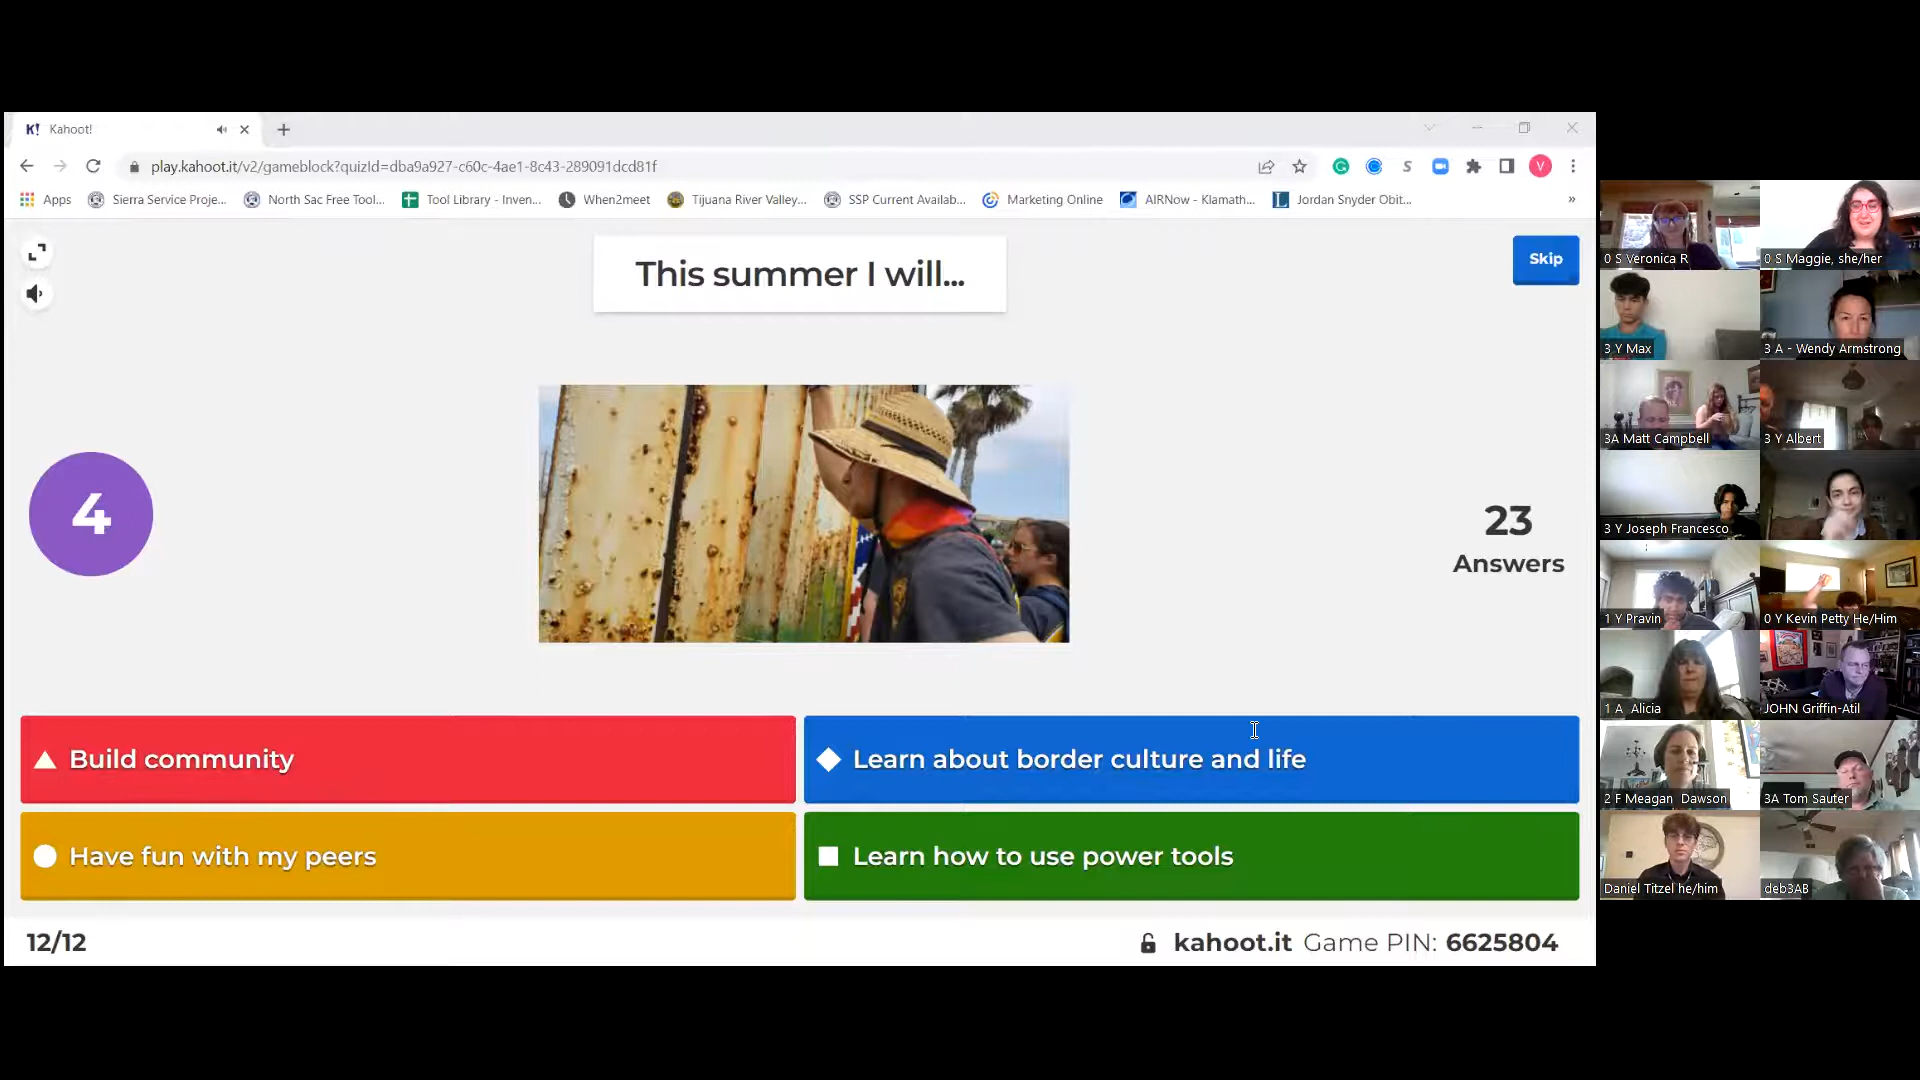 K! Kahoot!
play.kahoot.it/v2/gameblock?quizId=dba9a927-c60c-4ae1-8c43-289091dcd81f
S
V
Apps
Sierra Service Proje...
North Sac Free Tool...
Tool Library - Inven...
When2meet
Tijuana River Valley...
SSP Current Availab...
Marketing Online
AIRNow - Klamath...
L Jordan Snyder Obit...
»
This summer I will...
Skip
4
23
Answers
Build community
Learn about border culture and life
Have fun with my peers
Learn how to use power tools
12/12
kahoot.it Game PIN: 6625804
0 S Veronica R
0 S Maggie, she/her
3 Y Max
3 A - Wendy Armstrong
3A Matt Campbell
3 Y Albert
3 Y Joseph Francesco
1 Y Pravin
0 Y Kevin Petty He/Him
1 A Alicia
JOHN Griffin-Atil
2 F Meagan Dawson
3A Tom Sauter
Daniel Titzel he/him
deb3AB